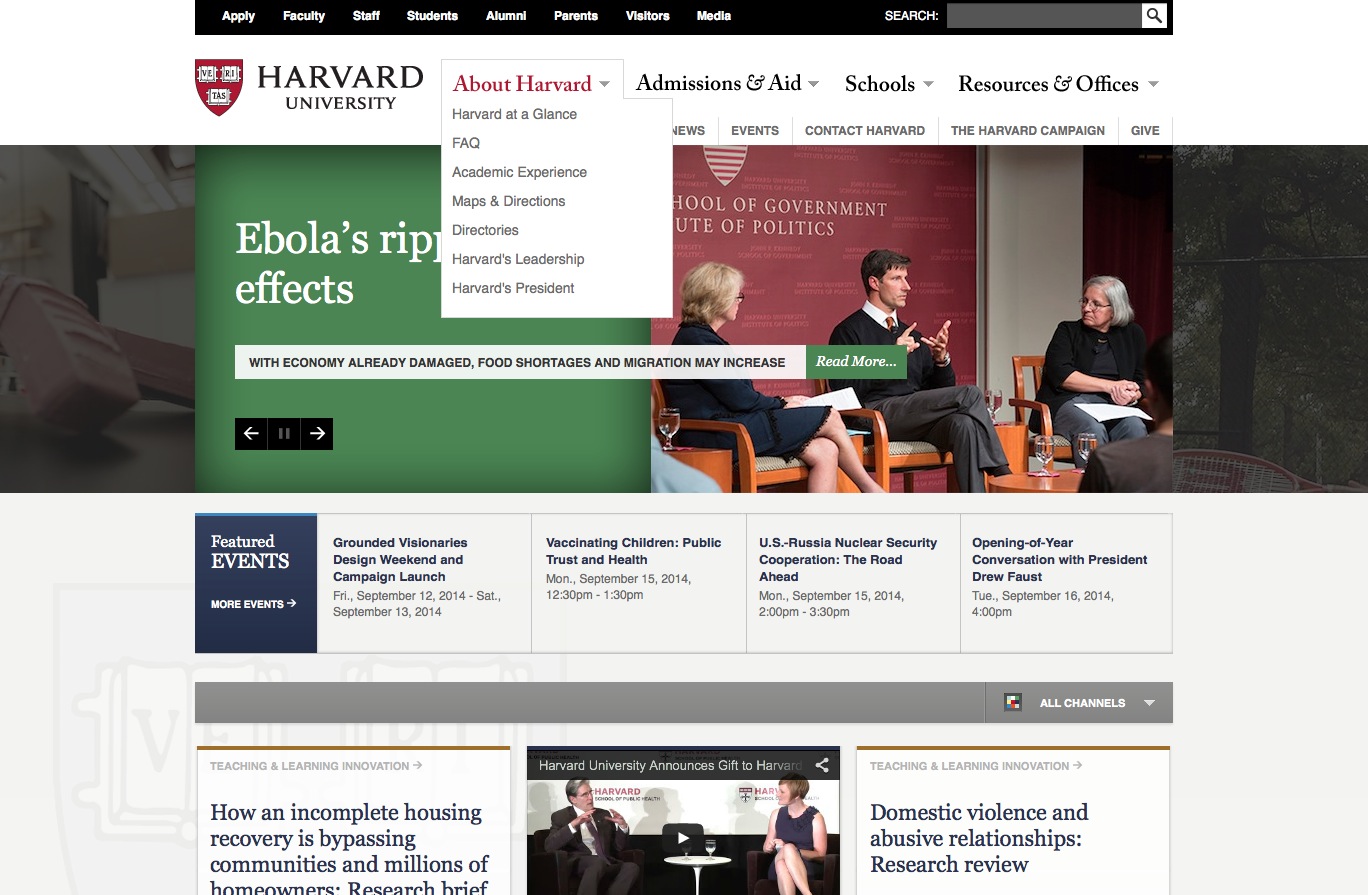 Apply Faculty Staff Students Alumni Parents Visitors Media SEARCH:
VE RI
TAS
HARVARD
UNIVERSITY
About Harvard Admissions & Aid Schools Resources & Offices
Harvard at a Glance
FAQ
Academic Experience
Maps & Directions
Directories
Harvard's Leadership
Harvard's President
NEWS EVENTS CONTACT HARVARD THE HARVARD CAMPAIGN GIVE
HOOL OF GOVERNMENT
UTE OF POLITICS
Ebola's ripp
effects
WITH ECONOMY ALREADY DAMAGED, FOOD SHORTAGES AND MIGRATION MAY INCREASE Read More...
Featured
EVENTS
MORE EVENTS →
Grounded Visionaries
Design Weekend and
Campaign Launch
Fri., September 12, 2014 - Sat.,
September 13, 2014
Vaccinating Children: Public
Trust and Health
Mon., September 15, 2014,
12:30pm - 1:30pm
U.S.-Russia Nuclear Security
Cooperation: The Road
Ahead
Mon., September 15, 2014,
2:00pm - 3:30pm
Opening-of-Year
Conversation with President
Drew Faust
Tue., September 16, 2014,
4:00pm
ALL CHANNELS
VE RI
TEACHING & LEARNING INNOVATION →
How an incomplete housing
recovery is bypassing
communities and millions of
homeowners: Research brief
Harvard University Announces Gift to Harvard
HARVARD
SCHOOL OF PUBLIC HEALTH
TEACHING & LEARNING INNOVATION →
Domestic violence and
abusive relationships:
Research review